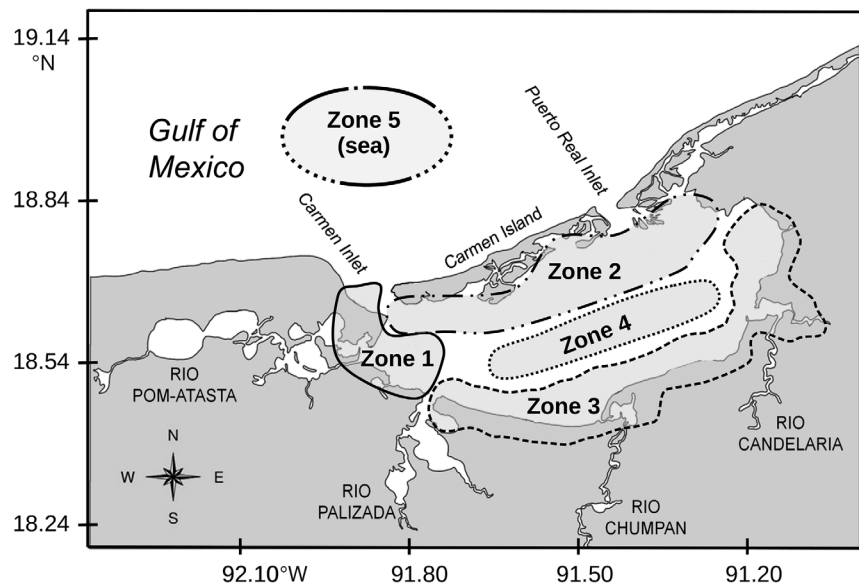 19.14
°N
Zone 5
(sea)
Gulf of
Mexico
Puerto Real Inlet
18.84
Carmen Inlet
Carmen Island
Zone 2
Zone 4
18.54
Zone 1
RIO
POM-ATASTA
Zone 3
RIO
CANDELARIA
N
W
E
S
RIO
PALIZADA
RIO
CHUMPAN
18.24
92.10°W
91.80
91.50
91.20